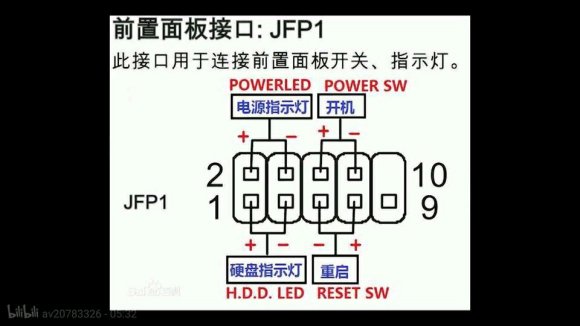 前置面板接口: JFP1
此接口用于连接前置面板开关、指示灯。
POWERLED POWER SW
电源指示灯 开机
+ − + −
2 10
JFP1 1 9
+ − − +
硬盘指示灯 重启
H.D.D. LED RESET SW
bilibili av20783326 - 05:32